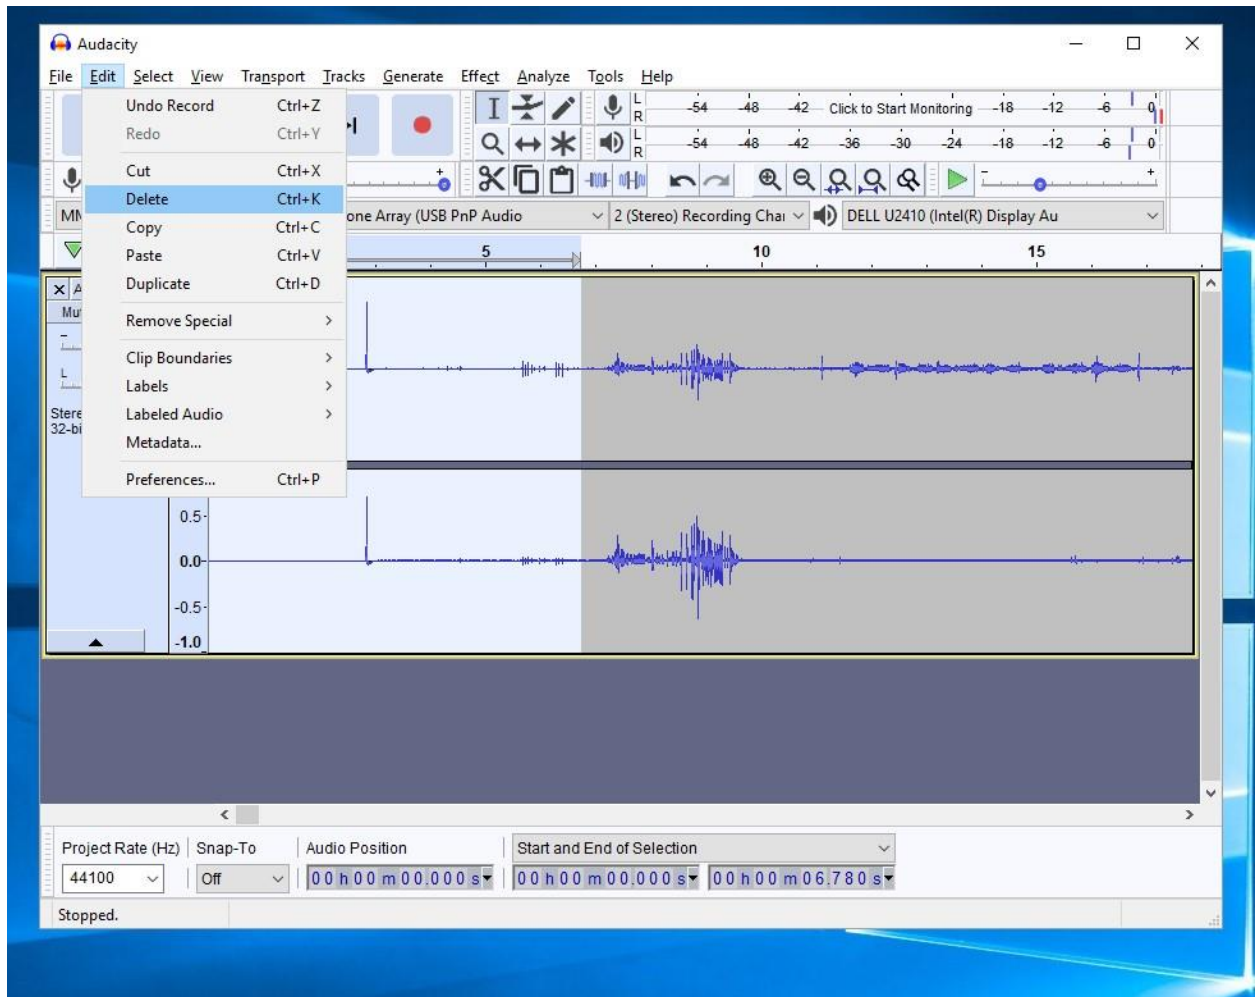 Audacity
File Edit Select View Transport Tracks Generate Effect Analyze Tools Help
Undo Record Ctrl+Z
Redo Ctrl+Y
Cut Ctrl+X
Delete Ctrl+K
Copy Ctrl+C
Paste Ctrl+V
Duplicate Ctrl+D
Remove Special >
Clip Boundaries >
Labels >
Labeled Audio >
Metadata...
Preferences... Ctrl+P
L R -54 -48 -42 Click to Start Monitoring -18 -12 -6 0
L R -54 -48 -42 -36 -30 -24 -18 -12 -6 0
one Array (USB PnP Audio 2 (Stereo) Recording Chai DELL U2410 (Intel(R) Display Au
5 10 15
L
Stere
32-bi
0.5
0.0
-0.5
-1.0
Project Rate (Hz) Snap-To Audio Position Start and End of Selection
44100 Off 00 h 00 m 00.000 s 00 h 00 m 00.000 s 00 h 00 m 06.780 s
Stopped.